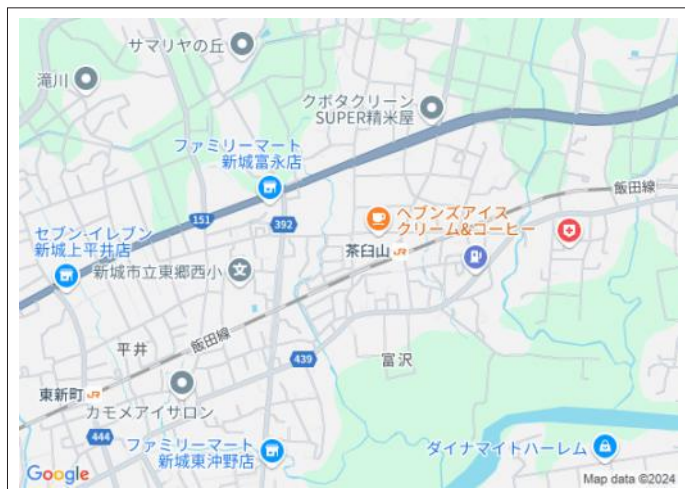 サマリヤの丘
滝川
クボタクリーン
SUPER精米屋
ファミリーマート
新城富永店
飯田線
151
392
ヘブンズアイス
クリーム&コーヒー
セブン-イレブン
新城上平井店
茶臼山
JR
新城市立東郷西小
文
飯田線
平井
439
富沢
東新町
JR
カモメアイサロン
444
ファミリーマート
新城東沖野店
ダイナマイトハーレム
Google
Map data ©2024